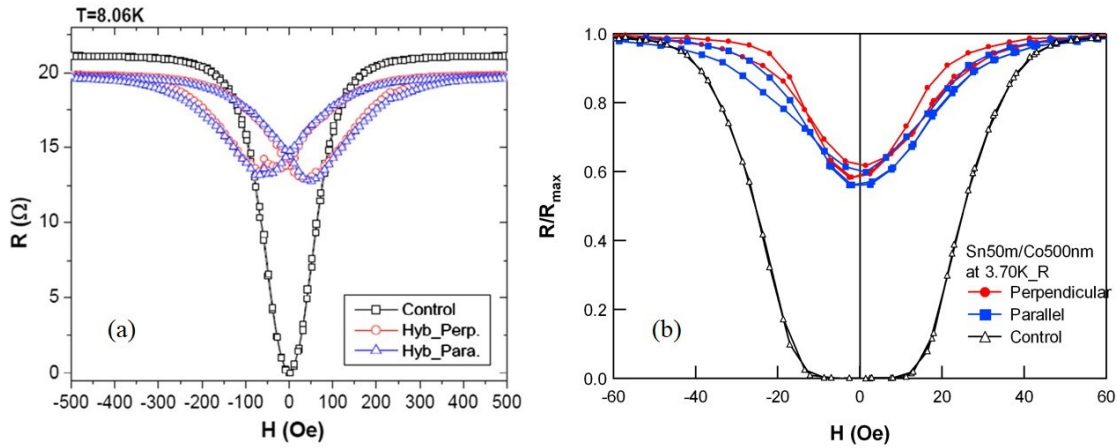 T=8.06K
R (Ω)
20
15
10
5
0
(a)
Control
Hyb_Perp.
Hyb_Para.
-500 -400 -300 -200 -100 0 100 200 300 400 500
H (Oe)
R/Rmax
1.0
0.8
0.6
0.4
0.2
0.0
(b)
Sn50m/Co500nm
at 3.70K_R
Perpendicular
Parallel
Control
-60 -40 -20 0 20 40 60
H (Oe)